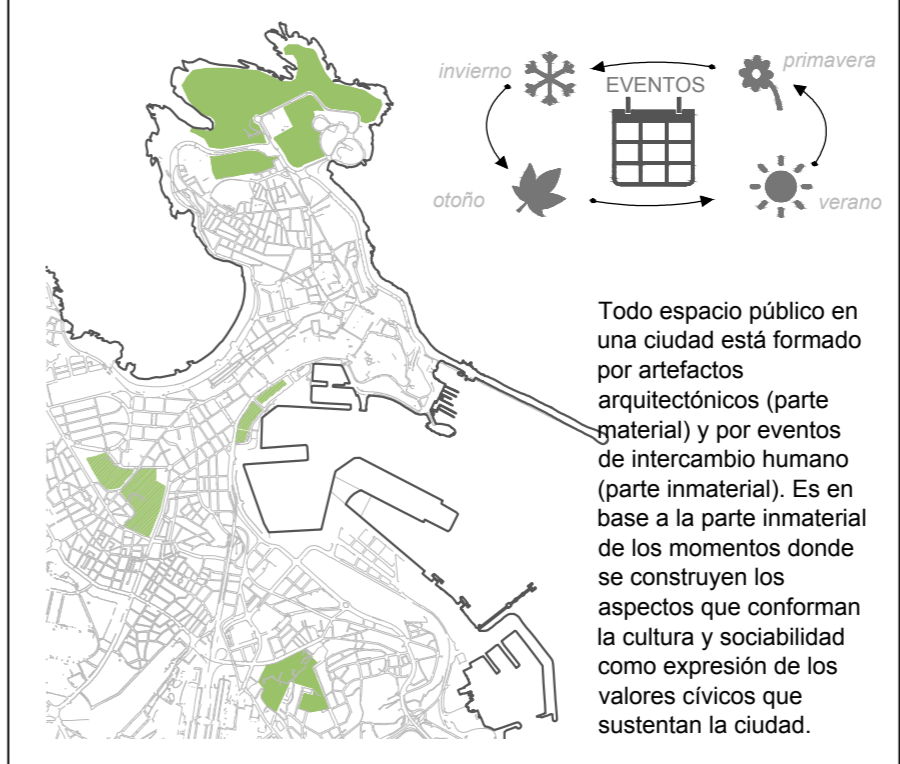 invierno
primavera
EVENTOS
otoño
verano
Todo espacio público en
una ciudad está formado
por artefactos
arquitectónicos (parte
material) y por eventos
de intercambio humano
(parte inmaterial). Es en
base a la parte inmaterial
de los momentos donde
se construyen los
aspectos que conforman
la cultura y sociabilidad
como expresión de los
valores cívicos que
sustentan la ciudad.